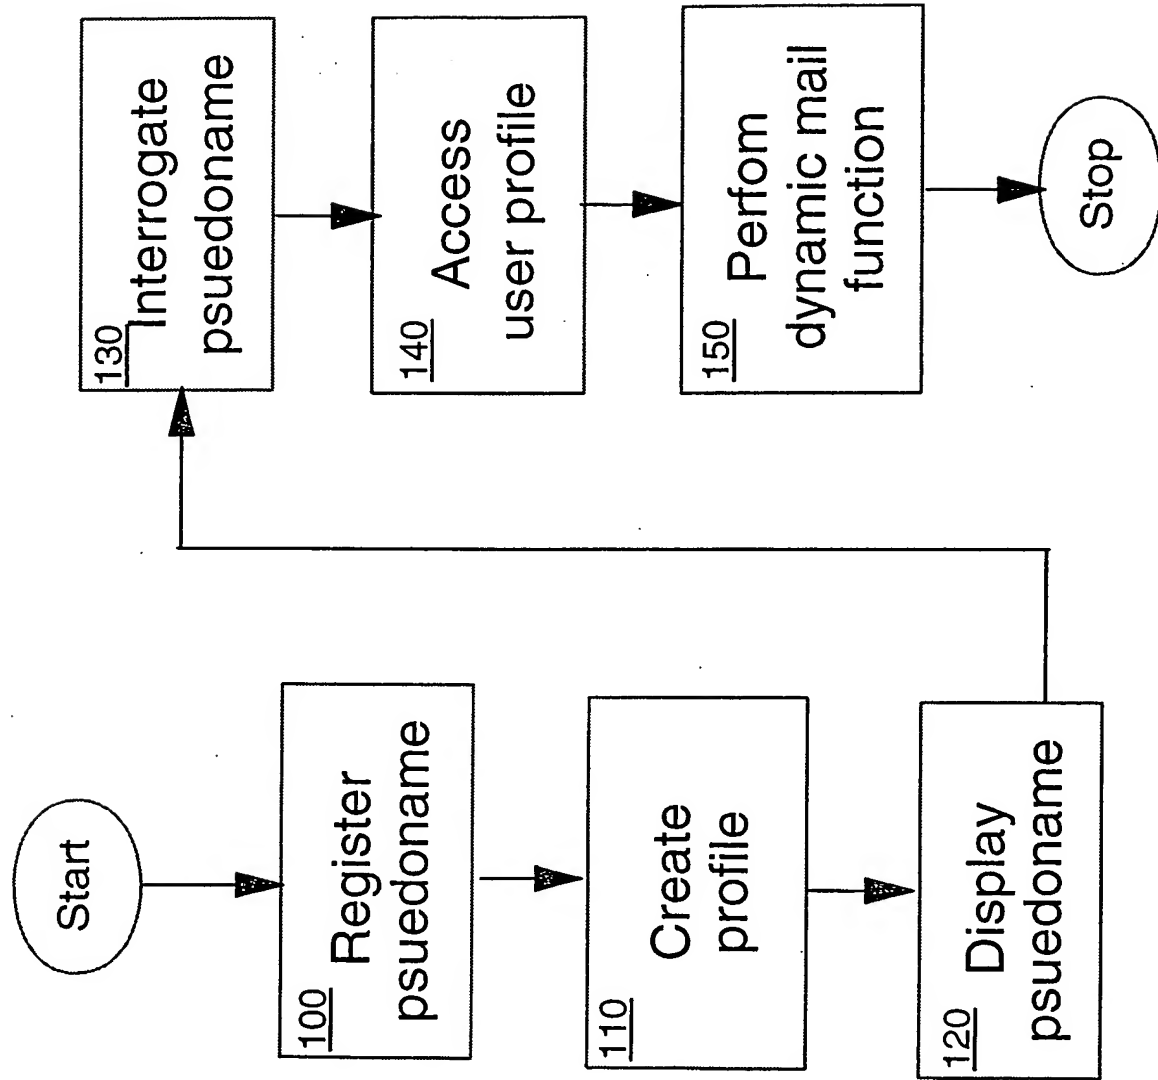 Start
100
Register
psuedoname
110
Create
profile
120
Display
psuedoname
130
Interrogate
psuedoname
140
Access
user profile
150
Perfom
dynamic mail
function
Stop